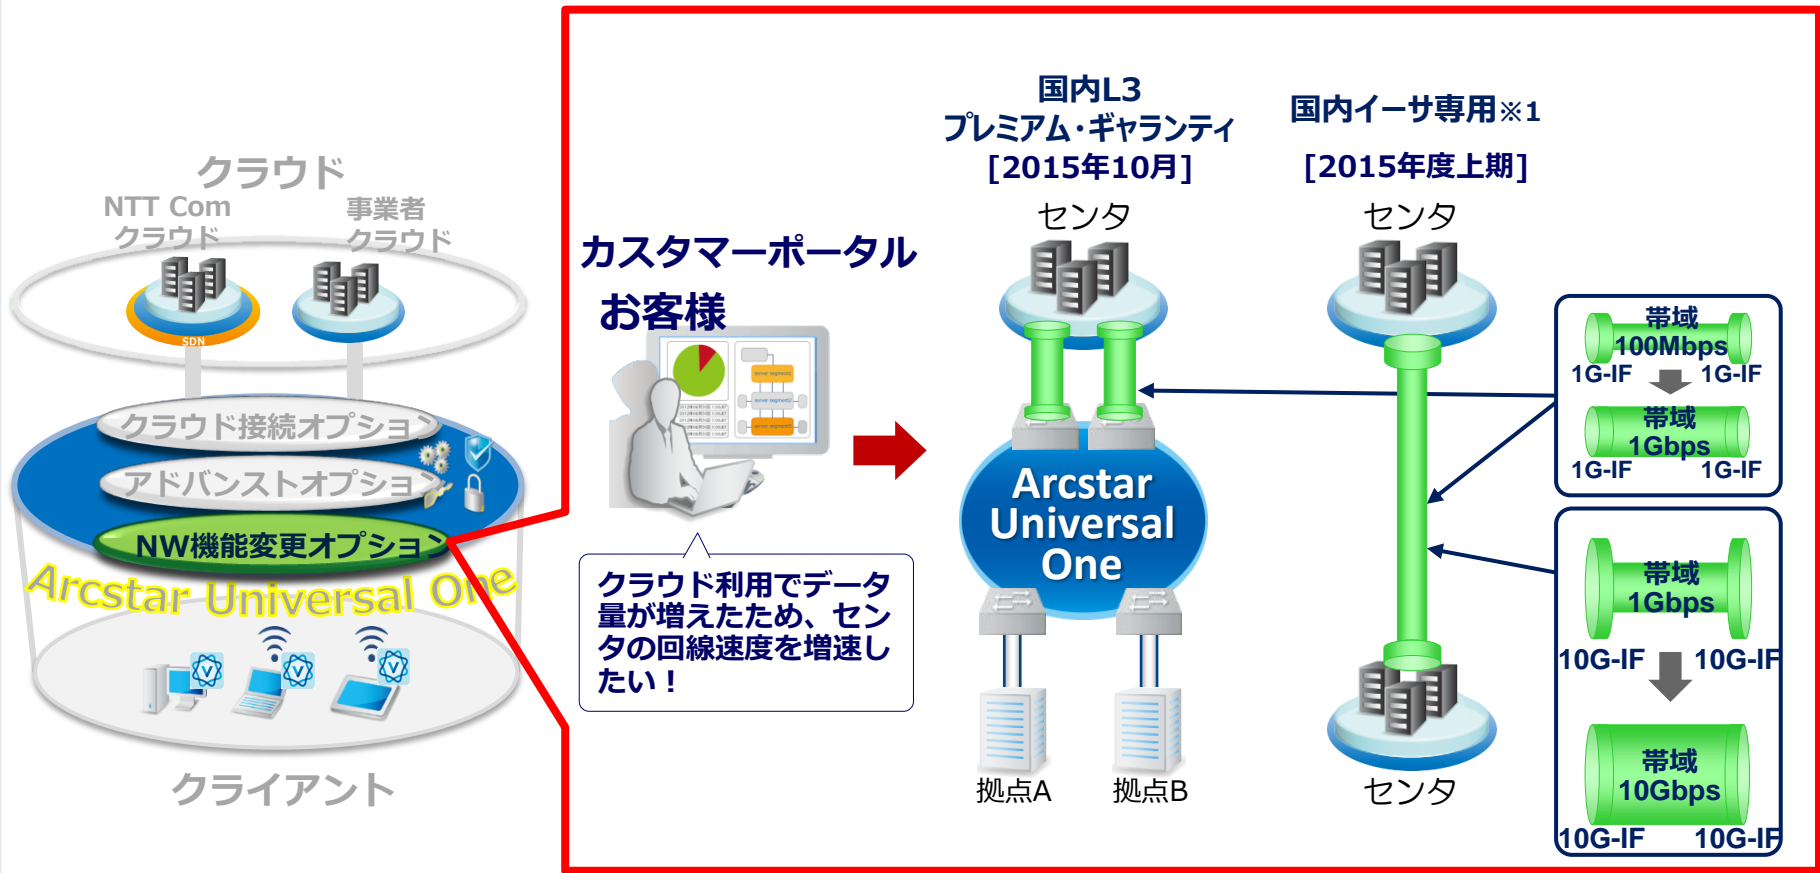 クラウド
NTT Com
クラウド
事業者
クラウド
SDN
クラウド接続オプション
アドバンストオプション
NW機能変更オプション
Arcstar Universal One
クライアント
カスタマーポータル
お客様
server segment1
server segment2
クラウド利用でデータ
量が増えたため、セン
タの回線速度を増速し
たい！
国内L3
プレミアム・ギャランティ
[2015年10月]
センタ
Arcstar
Universal
One
拠点A
拠点B
国内イーサ専用※1
[2015年度上期]
センタ
センタ
帯域
100Mbps
1G-IF
1G-IF
帯域
1Gbps
1G-IF
1G-IF
帯域
1Gbps
10G-IF
10G-IF
帯域
10Gbps
10G-IF
10G-IF